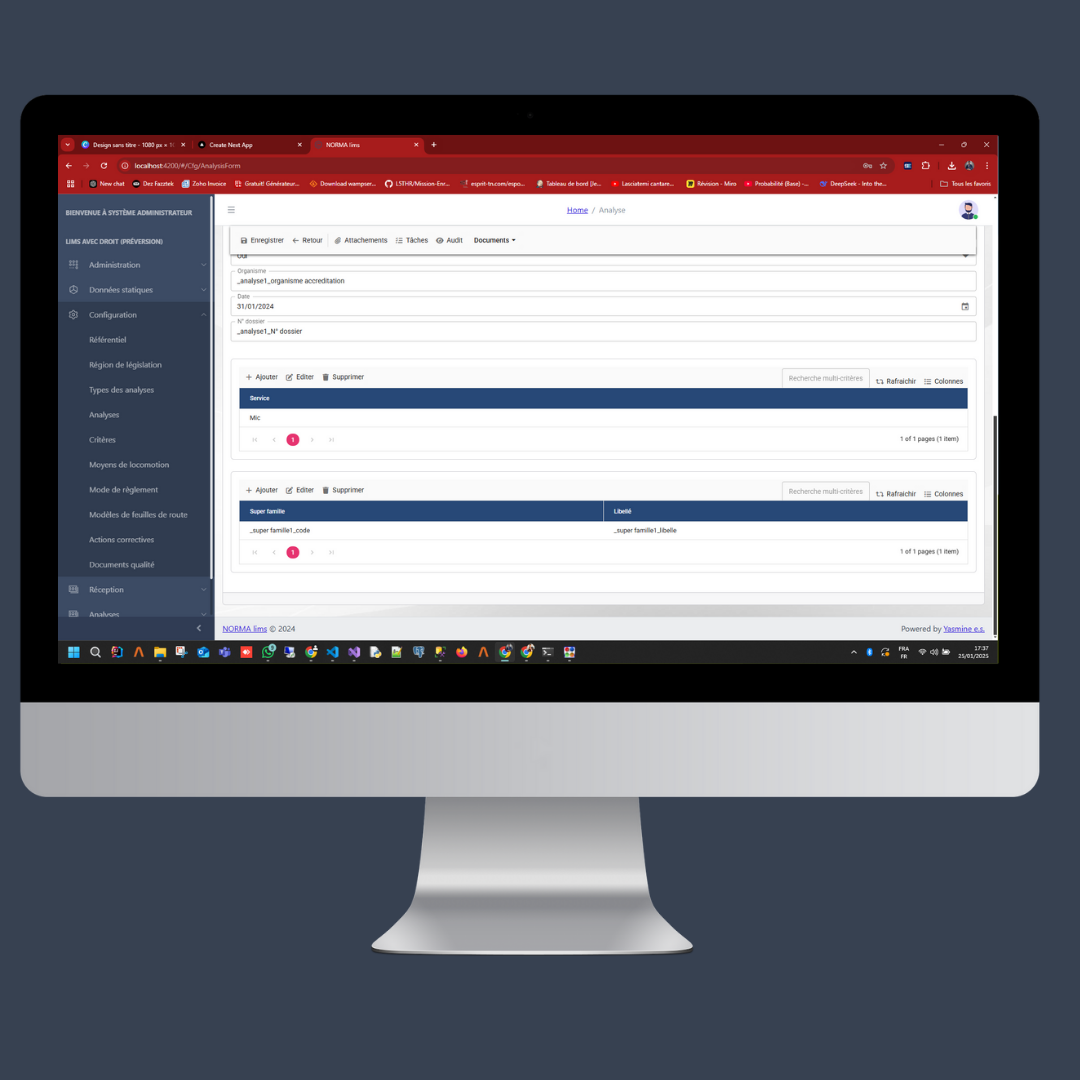 Design sans titre - 1080 px × 10
Create Next App
NORMA lims
localhost:4200/#/Cfg/AnalysisForm
New chat
Dez Fazztek
Zoho Invoice
Gratuit! Générateur...
Download wampser...
L5THR/Mission-Enr...
esprit-tn.com/espo...
Tableau de bord (le...
Lasciatemi cantare...
Révision - Miro
Probabilité (Base) -...
DeepSeek - Into the...
Tous les favoris
BIENVENUE À SYSTÈME ADMINISTRATEUR
LIMS AVEC DROIT (PRÉVERSION)
Administration
Données statiques
Configuration
Référentiel
Région de législation
Types des analyses
Analyses
Critères
Moyens de locomotion
Mode de règlement
Modèles de feuilles de route
Actions correctives
Documents qualité
Réception
Analyses
Home / Analyse
Enregistrer Retour Attachements Tâches Audit Documents
Oui
Organisme
_analyse1_organisme accreditation
Date
31/01/2024
N° dossier
_analyse1_N° dossier
Ajouter Editer Supprimer
Recherche multi-critères Rafraichir Colonnes
Service
Mic
1
1 of 1 pages (1 item)
Ajouter Editer Supprimer
Recherche multi-critères Rafraichir Colonnes
Super famille Libellé
_super famille1_code _super famille1_libelle
1
1 of 1 pages (1 item)
NORMA lims © 2024
Powered by Yasmine e.s.
FRA
FR
17:37
25/01/2025